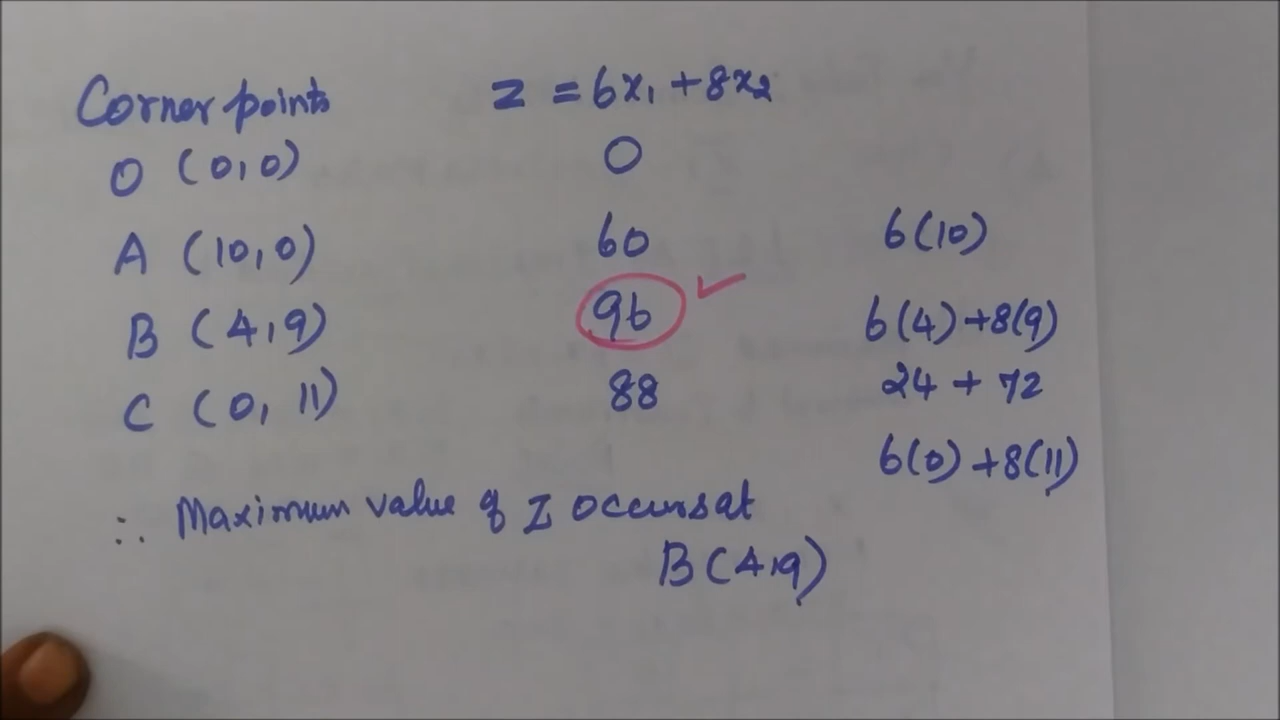 Corner points z = 6x₁ + 8x₂
O (0,0) 0
A (10,0) 60 6(10)
B (4,9) 96 ✓ 6(4)+8(9)
24 + 72
C (0, 11) 88
6(0)+8(11)
∴ Maximum value of Z occurs at
B (4,9)